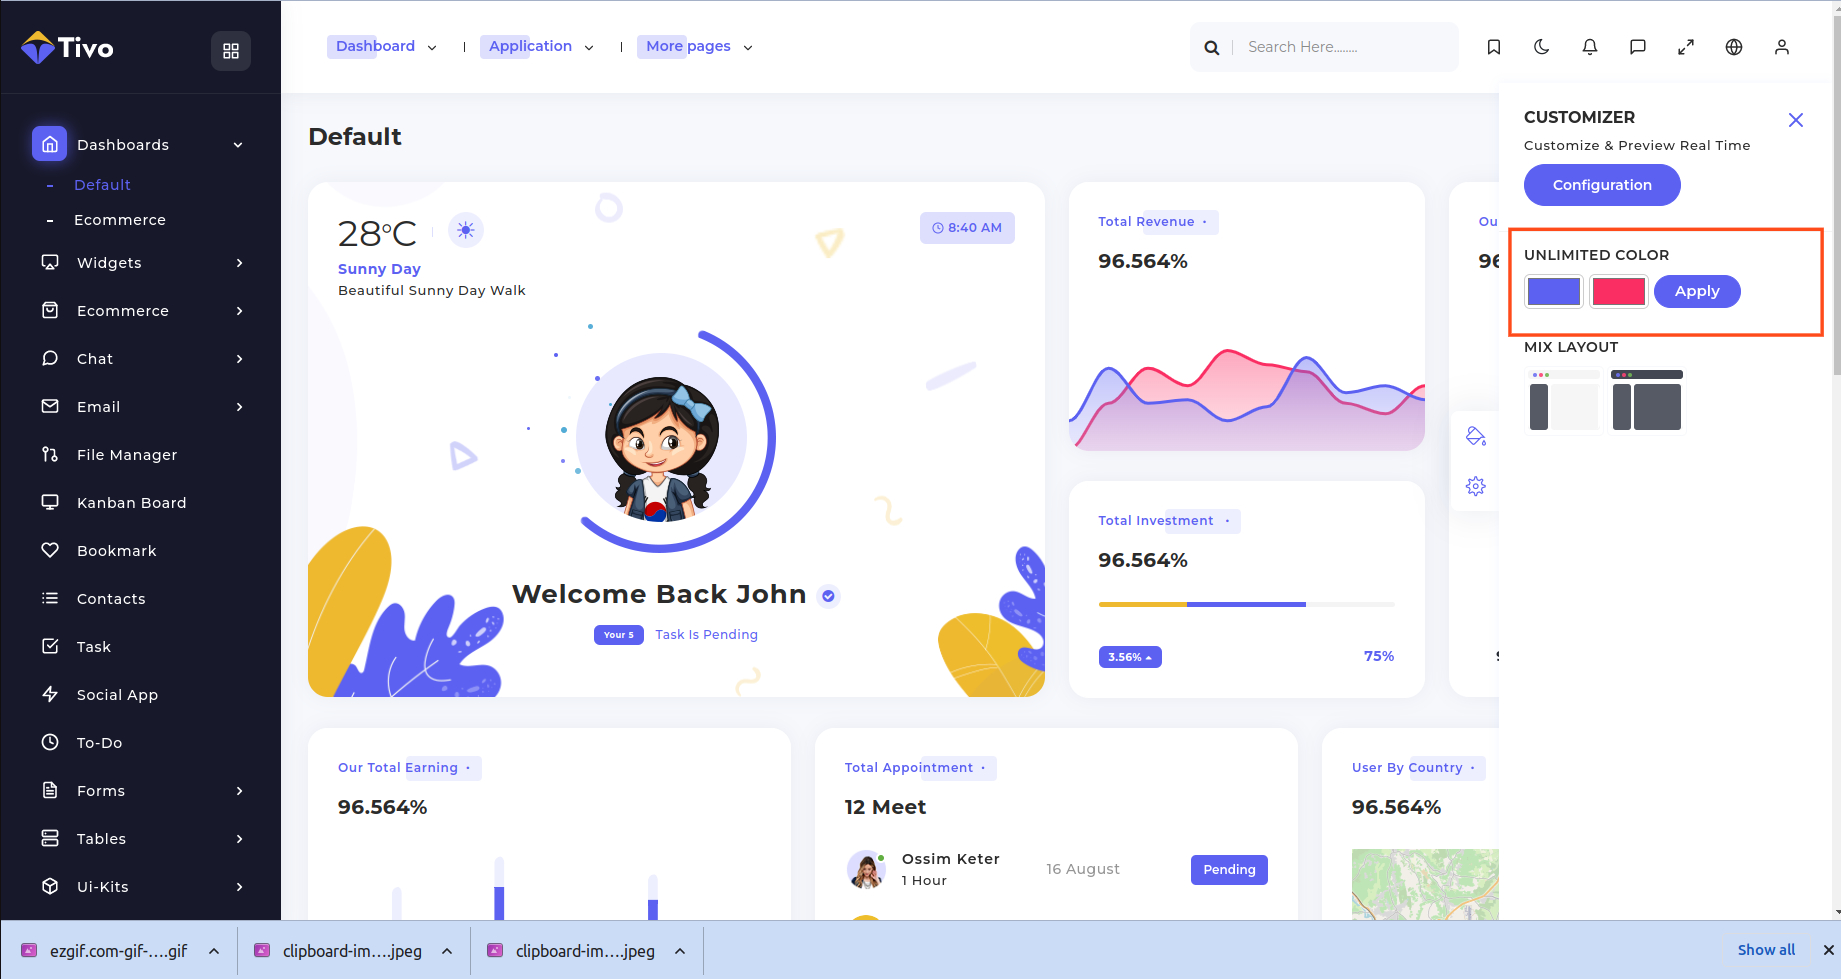 Tivo
Dashboard
Application
More pages
Search Here........
Dashboards
Default
Ecommerce
Widgets
Ecommerce
Chat
Email
File Manager
Kanban Board
Bookmark
Contacts
Task
Social App
To-Do
Forms
Tables
Ui-Kits
Default
28°C
Sunny Day
Beautiful Sunny Day Walk
8:40 AM
Welcome Back John
Your 5 Task Is Pending
Total Revenue
96.564%
Total Investment
96.564%
3.56%
75%
Ou
96
Our Total Earning
96.564%
Total Appointment
12 Meet
Ossim Keter
1 Hour
16 August
Pending
User By Country
96.564%
CUSTOMIZER
Customize & Preview Real Time
Configuration
UNLIMITED COLOR
Apply
MIX LAYOUT
ezgif.com-gif-....gif
clipboard-im....jpeg
clipboard-im....jpeg
Show all